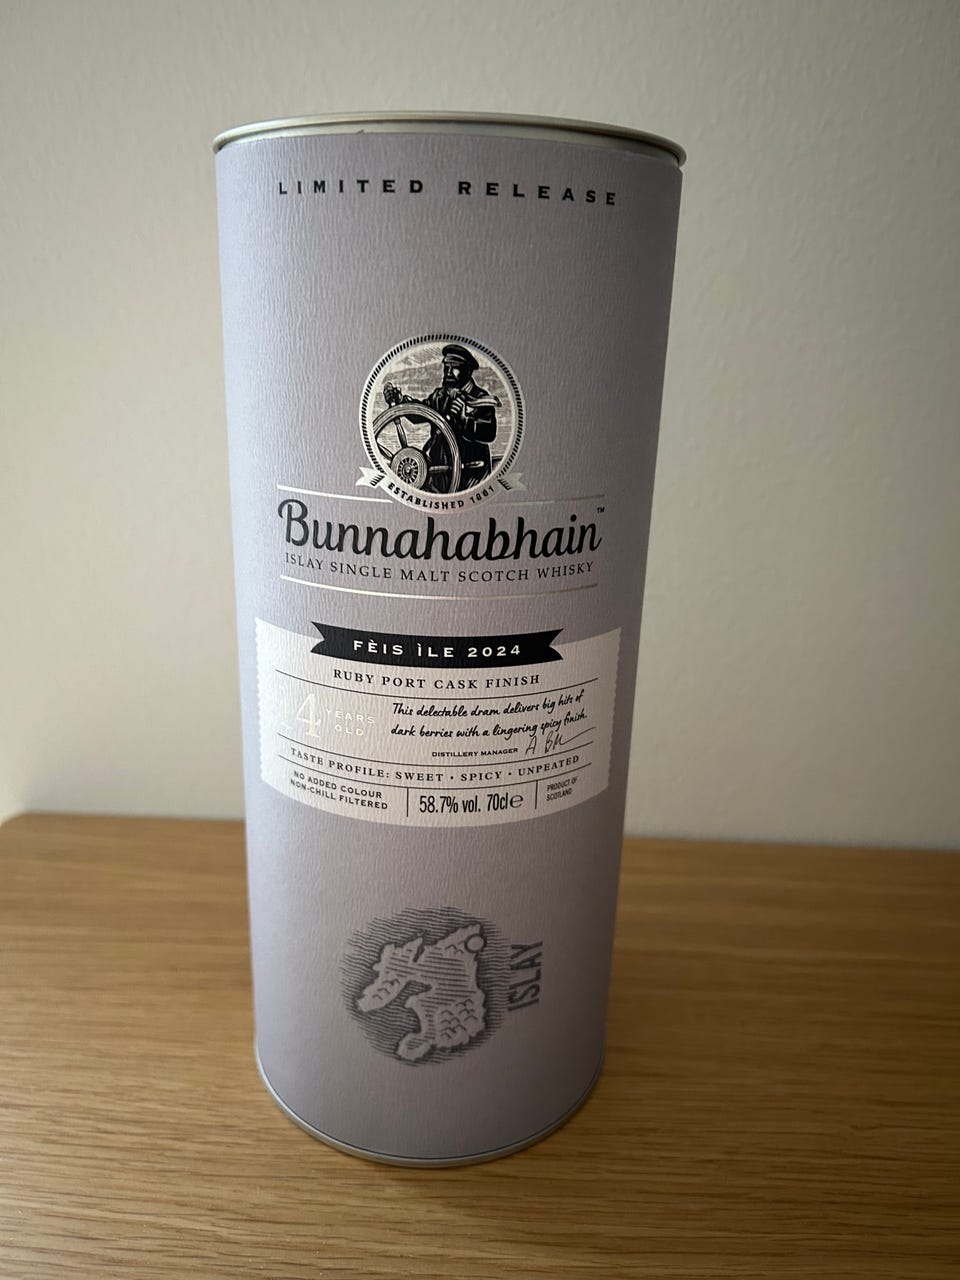 LIMITED RELEASE
ESTABLISHED 1881
Bunnahabhain™
ISLAY SINGLE MALT SCOTCH WHISKY
FÈIS ÌLE 2024
RUBY PORT CASK FINISH
14 YEARS OLD
This delectable dram delivers big hits of
dark berries with a lingering spicy finish.
DISTILLERY MANAGER
TASTE PROFILE: SWEET • SPICY • UNPEATED
NO ADDED COLOUR
NON-CHILL FILTERED
58.7% vol. 70cl e
PRODUCT OF
SCOTLAND
ISLAY